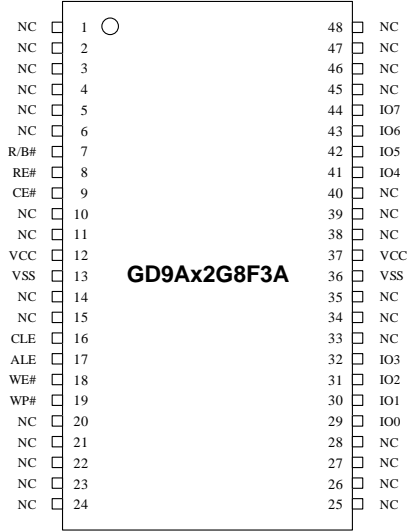 NC 1 48 NC
NC 2 47 NC
NC 3 46 NC
NC 4 45 NC
NC 5 44 IO7
NC 6 43 IO6
R/B# 7 42 IO5
RE# 8 41 IO4
CE# 9 40 NC
NC 10 39 NC
NC 11 38 NC
VCC 12 37 VCC
VSS 13 GD9Ax2G8F3A 36 VSS
NC 14 35 NC
NC 15 34 NC
CLE 16 33 NC
ALE 17 32 IO3
WE# 18 31 IO2
WP# 19 30 IO1
NC 20 29 IO0
NC 21 28 NC
NC 22 27 NC
NC 23 26 NC
NC 24 25 NC